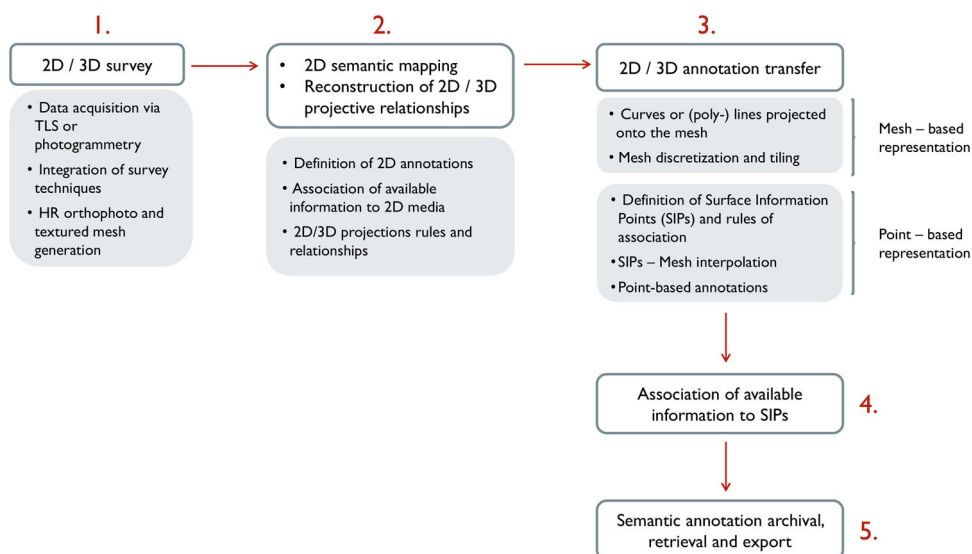 1.
2D / 3D survey
• Data acquisition via
TLS or
photogrammetry
• Integration of survey
techniques
• HR orthophoto and
textured mesh
generation
2.
• 2D semantic mapping
• Reconstruction of 2D / 3D
projective relationships
• Definition of 2D annotations
• Association of available
information to 2D media
• 2D/3D projections rules and
relationships
3.
2D / 3D annotation transfer
• Curves or (poly-) lines projected
onto the mesh
• Mesh discretization and tiling
Mesh – based
representation
• Definition of Surface Information
Points (SIPs) and rules of
association
• SIPs – Mesh interpolation
• Point-based annotations
Point – based
representation
Association of available
information to SIPs
4.
Semantic annotation archival,
retrieval and export
5.